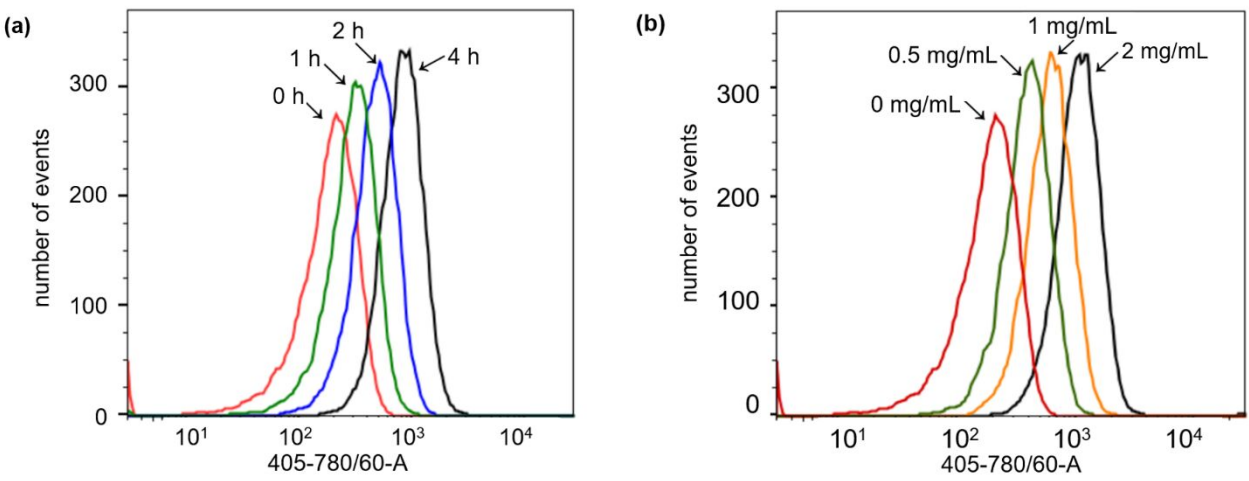 (a)
number of events
300
200
100
0
0 h
1 h
2 h
4 h
10¹ 10² 10³ 10⁴
405-780/60-A
(b)
number of events
300
200
100
0
0 mg/mL
0.5 mg/mL
1 mg/mL
2 mg/mL
10¹ 10² 10³ 10⁴
405-780/60-A